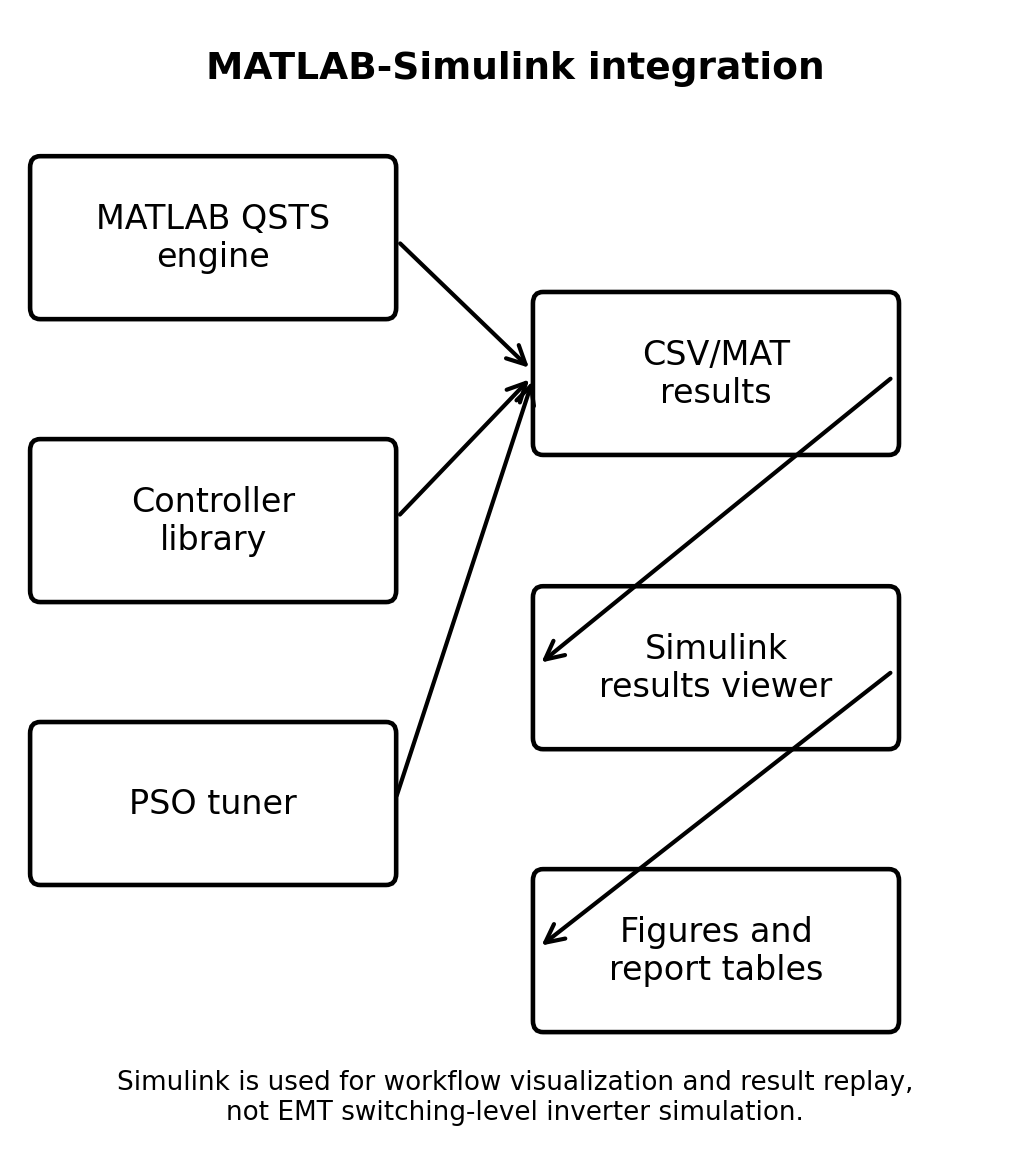 MATLAB-Simulink integration
MATLAB QSTS
engine
CSV/MAT
results
Controller
library
Simulink
results viewer
PSO tuner
Figures and
report tables
Simulink is used for workflow visualization and result replay,
not EMT switching-level inverter simulation.